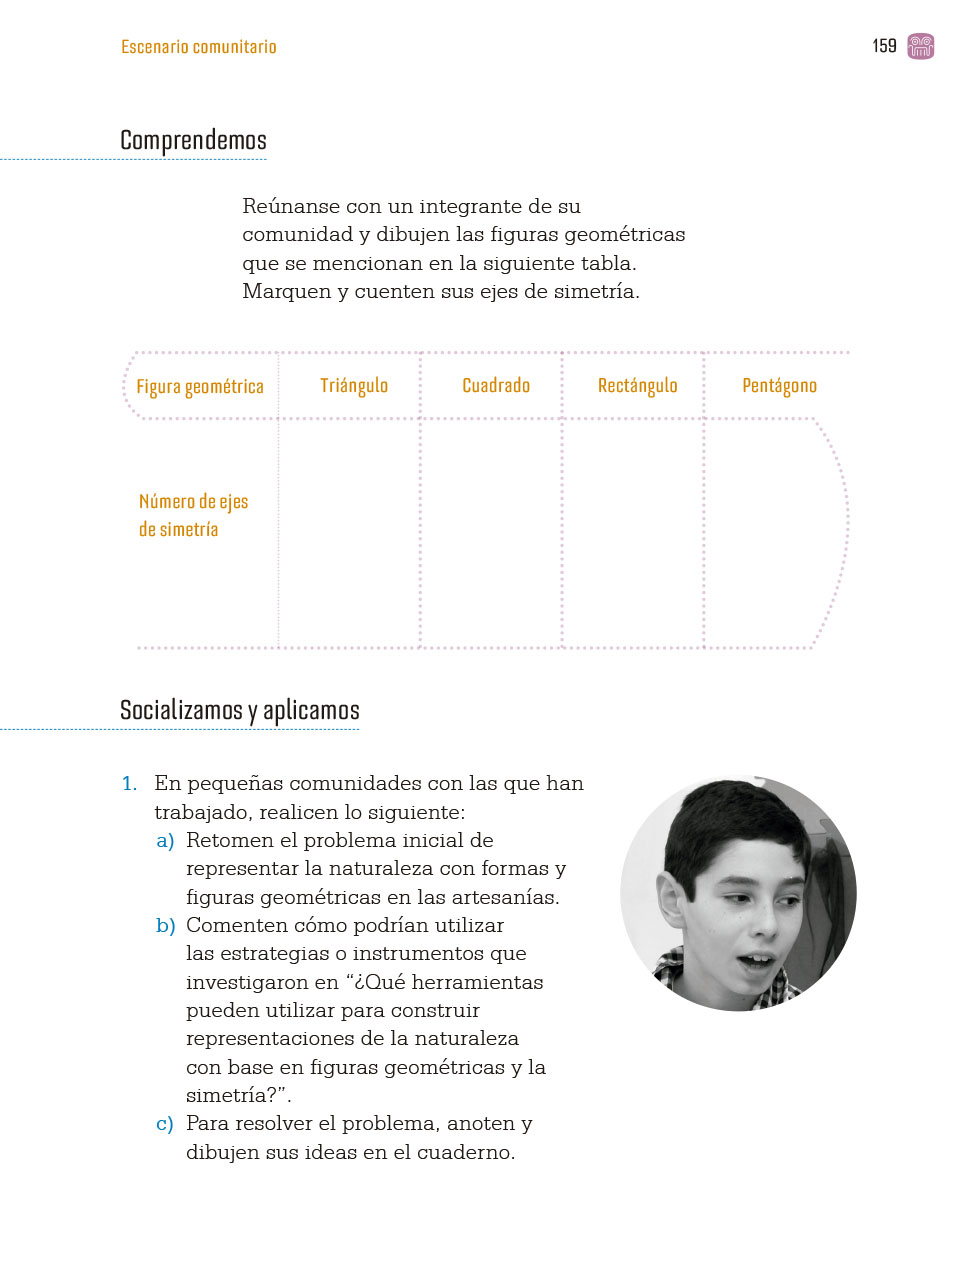 Escenario comunitario
159
Comprendemos
Reúnanse con un integrante de su
comunidad y dibujen las figuras geométricas
que se mencionan en la siguiente tabla.
Marquen y cuenten sus ejes de simetría.
Figura geométrica
Triángulo
Cuadrado
Rectángulo
Pentágono
Número de ejes
de simetría
Socializamos y aplicamos
1. En pequeñas comunidades con las que han
trabajado, realicen lo siguiente:
a) Retomen el problema inicial de
representar la naturaleza con formas y
figuras geométricas en las artesanías.
b) Comenten cómo podrían utilizar
las estrategias o instrumentos que
investigaron en “¿Qué herramientas
pueden utilizar para construir
representaciones de la naturaleza
con base en figuras geométricas y la
simetría?”.
c) Para resolver el problema, anoten y
dibujen sus ideas en el cuaderno.